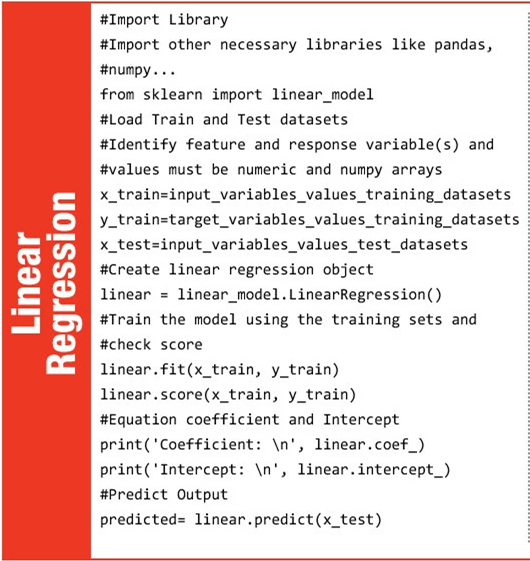 Linear
Regression
#Import Library
#Import other necessary libraries like pandas,
#numpy...
from sklearn import linear_model
#Load Train and Test datasets
#Identify feature and response variable(s) and
#values must be numeric and numpy arrays
x_train=input_variables_values_training_datasets
y_train=target_variables_values_training_datasets
x_test=input_variables_values_test_datasets
#Create linear regression object
linear = linear_model.LinearRegression()
#Train the model using the training sets and
#check score
linear.fit(x_train, y_train)
linear.score(x_train, y_train)
#Equation coefficient and Intercept
print('Coefficient: \n', linear.coef_)
print('Intercept: \n', linear.intercept_)
#Predict Output
predicted= linear.predict(x_test)